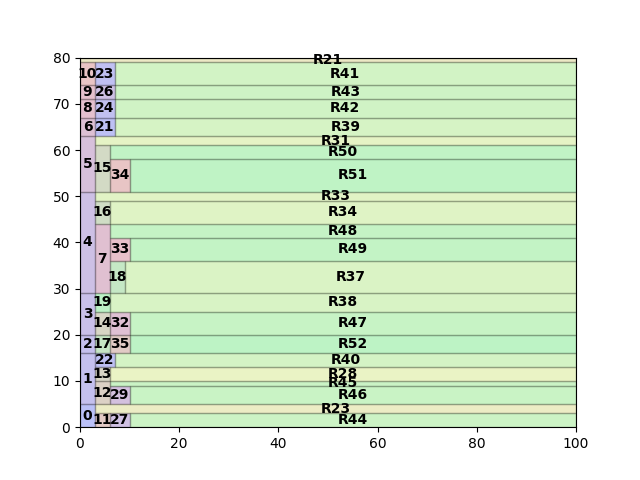 80
R21
10 23 R41
9 26 R43
70
8 24 R42
6 21 R39
R31
60
5 15 R50
34 R51
50
R33
16 R34
R48
40
4 33 R49
7
18 R37
30
19 R38
3
14 32 R47
20
2 17 35 R52
22 R40
13 R28
10
1 R45
12 29 R46
R23
0
11 27 R44
0
0 20 40 60 80 100